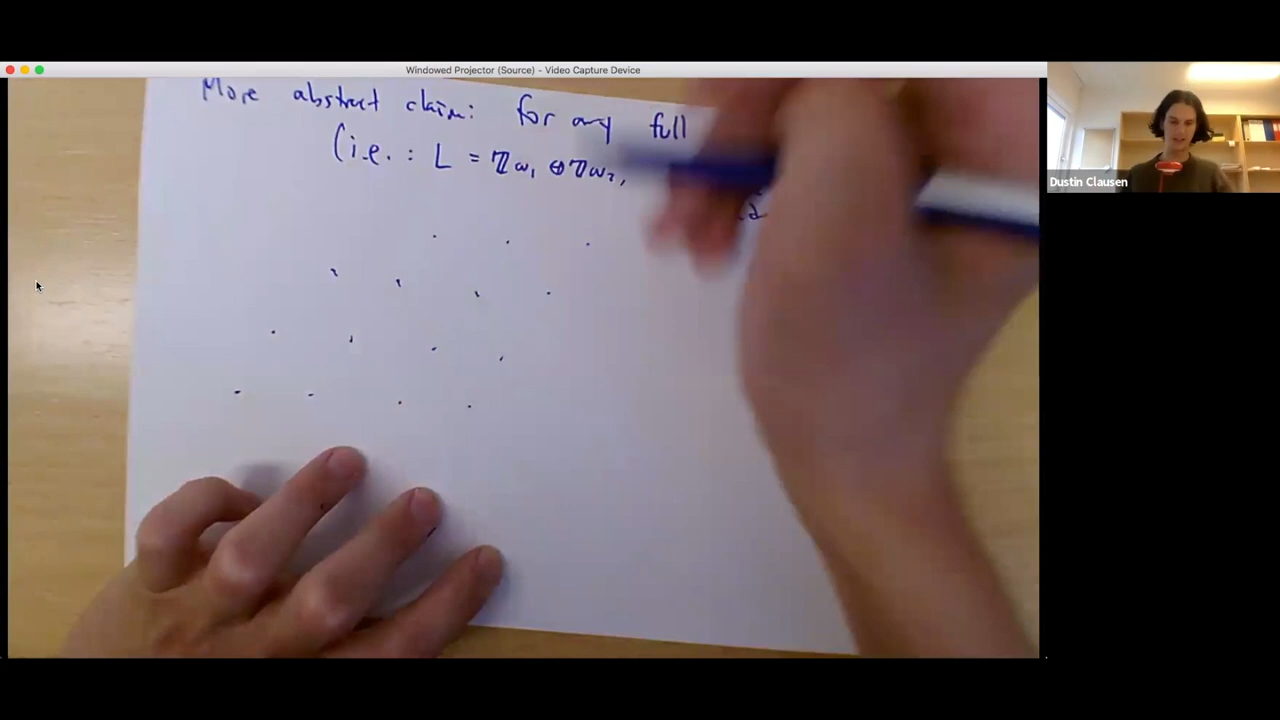 Windowed Projector (Source) - Video Capture Device
More abstract claim: for any full
(i.e. : L = ℤω₁ ⊕ ℤω₂,
Dustin Clausen